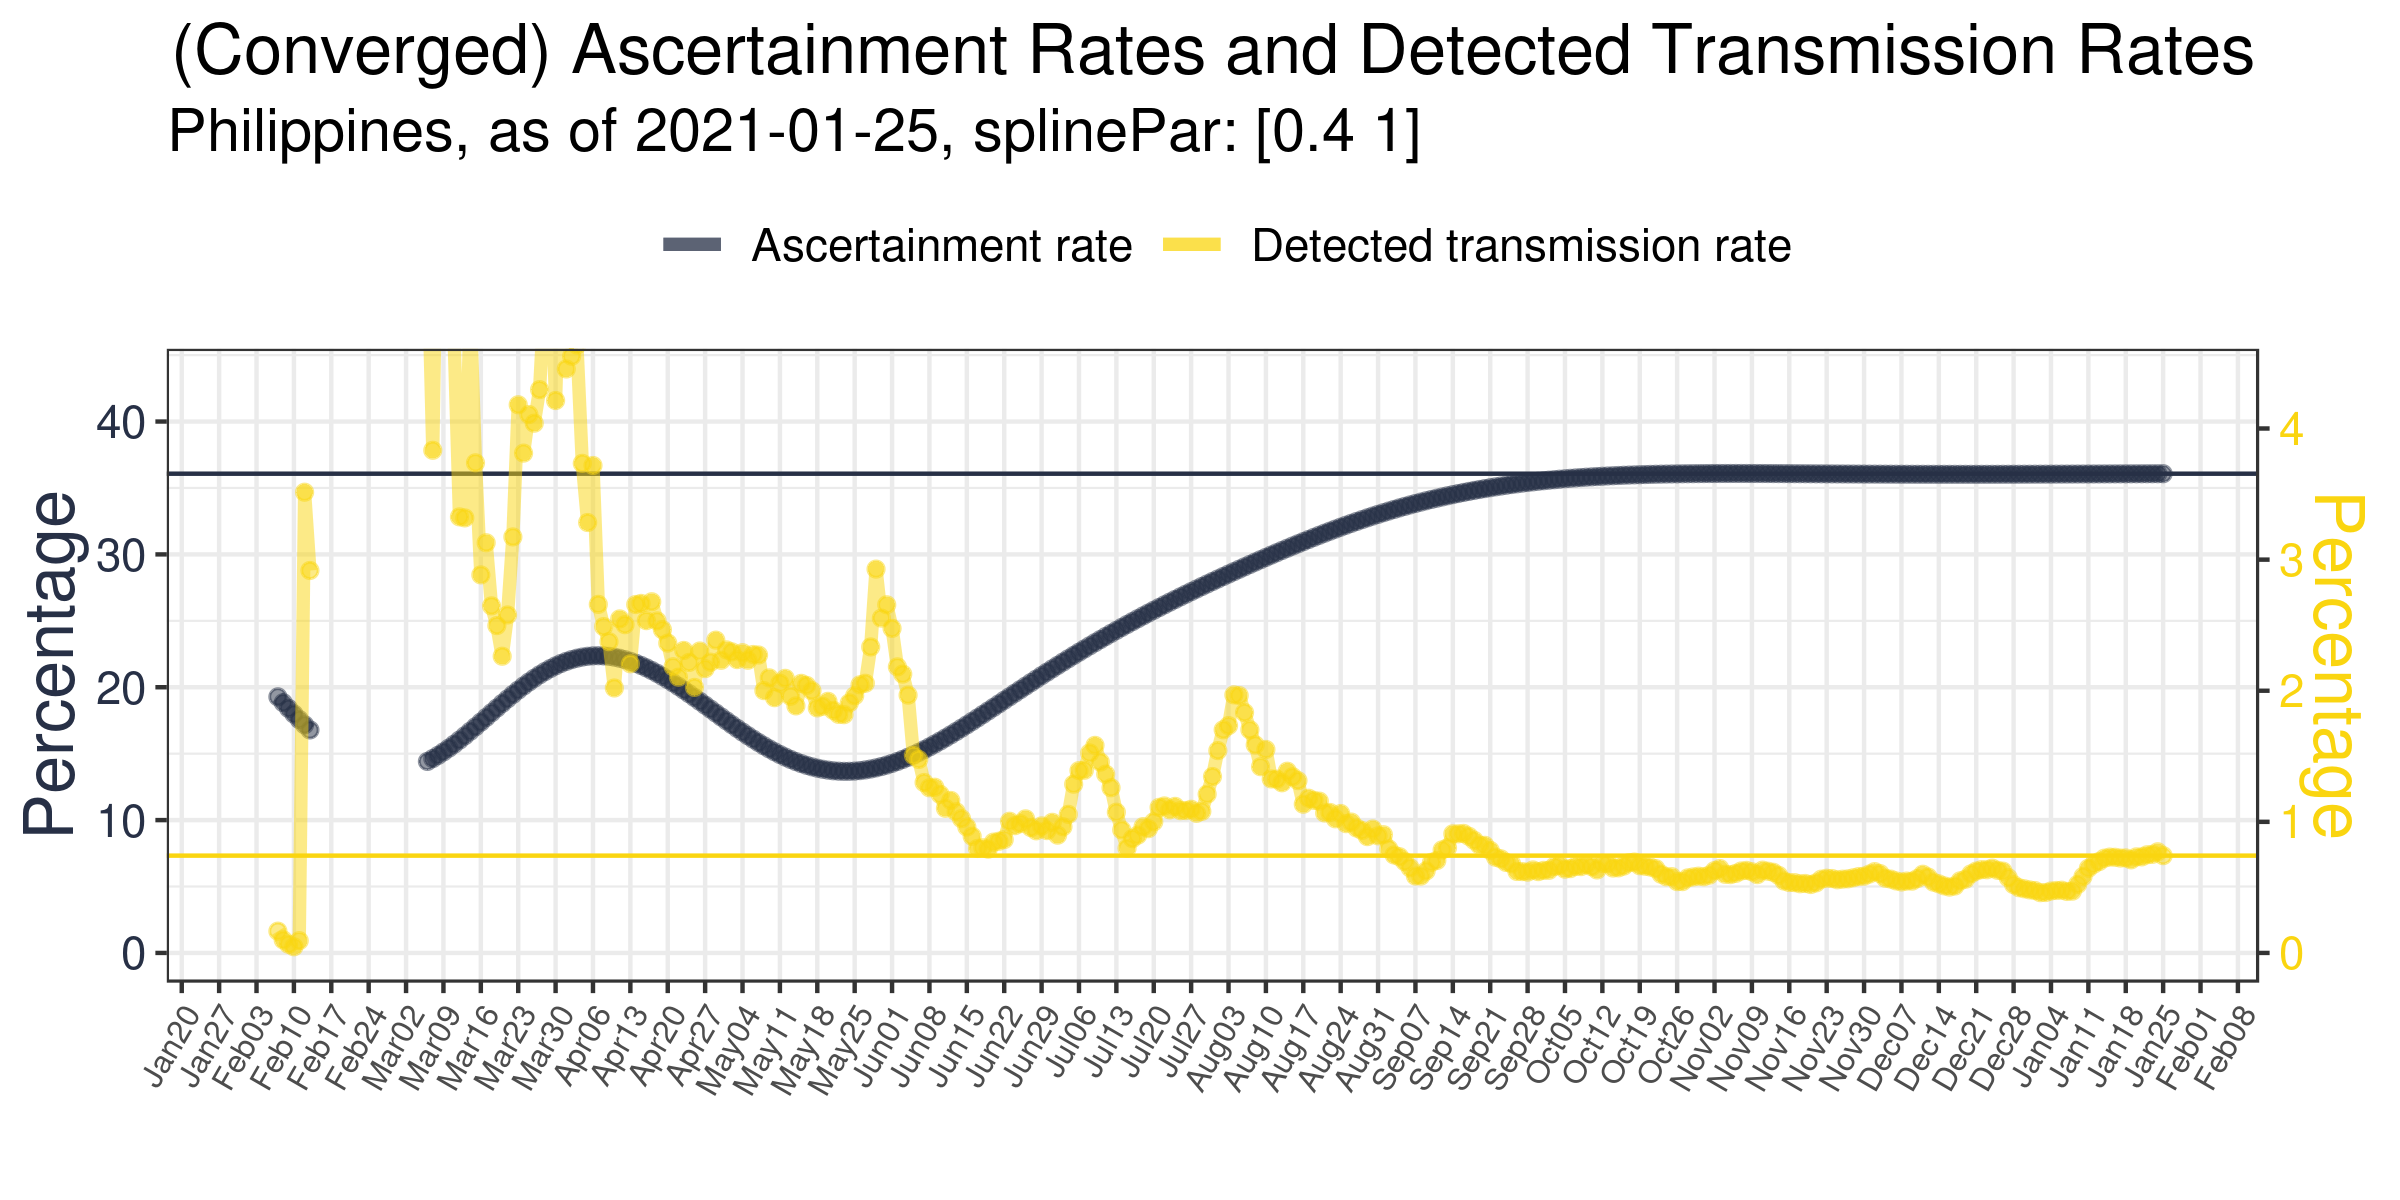 (Converged) Ascertainment Rates and Detected Transmission Rates
Philippines, as of 2021-01-25, splinePar: [0.4 1]
Ascertainment rate
Detected transmission rate
Percentage
40
30
20
10
0
4
3
2
1
0
Percentage
Jan20
Jan27
Feb03
Feb10
Feb17
Feb24
Mar02
Mar09
Mar16
Mar23
Mar30
Apr06
Apr13
Apr20
Apr27
May04
May11
May18
May25
Jun01
Jun08
Jun15
Jun22
Jun29
Jul06
Jul13
Jul20
Jul27
Aug03
Aug10
Aug17
Aug24
Aug31
Sep07
Sep14
Sep21
Sep28
Oct05
Oct12
Oct19
Oct26
Nov02
Nov09
Nov16
Nov23
Nov30
Dec07
Dec14
Dec21
Dec28
Jan04
Jan11
Jan18
Jan25
Feb01
Feb08